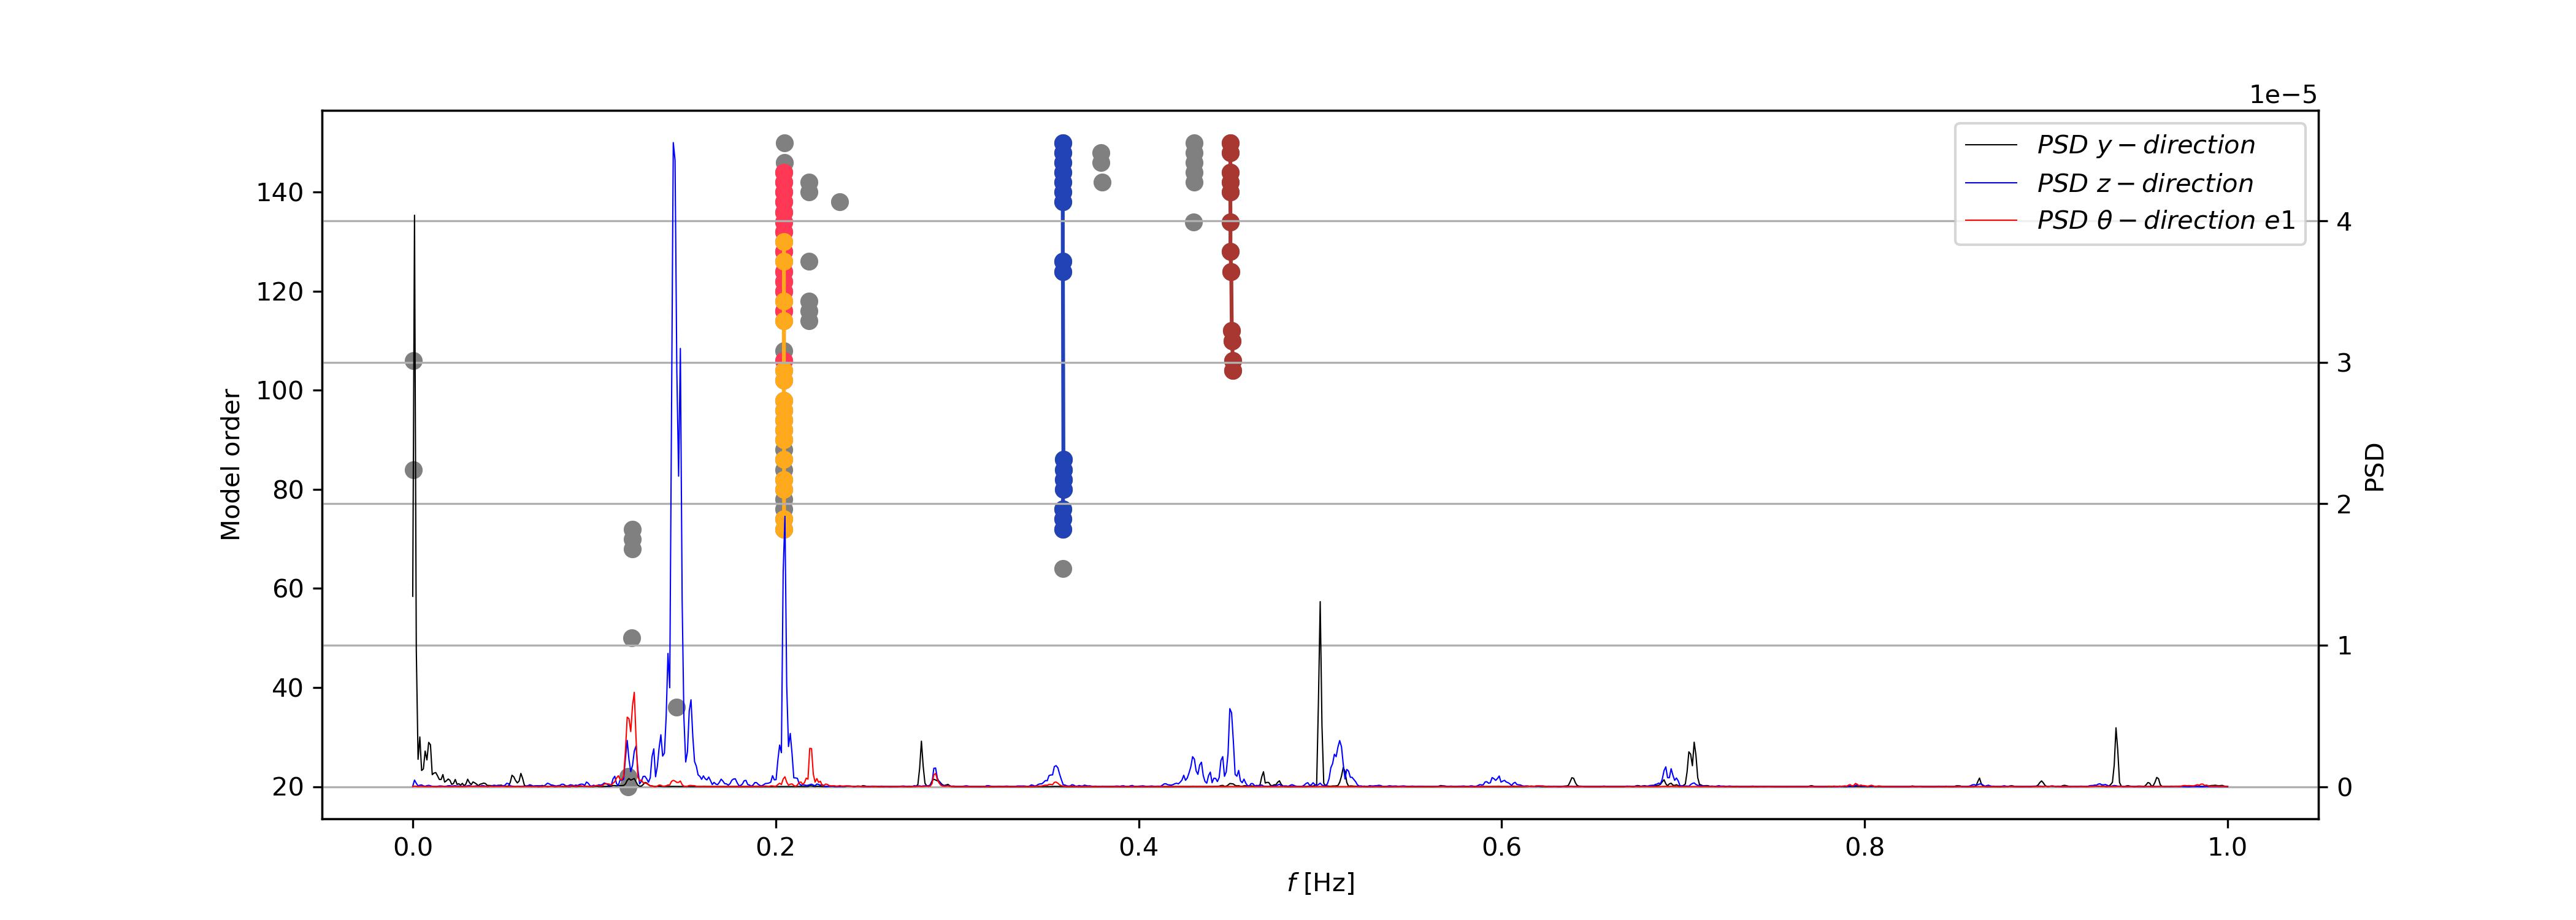 1e−5
PSD y − direction
PSD z − direction
PSD θ − direction e1
140
120
100
80
60
40
20
Model order
4
3
2
1
0
PSD
0.0 0.2 0.4 0.6 0.8 1.0
f [Hz]